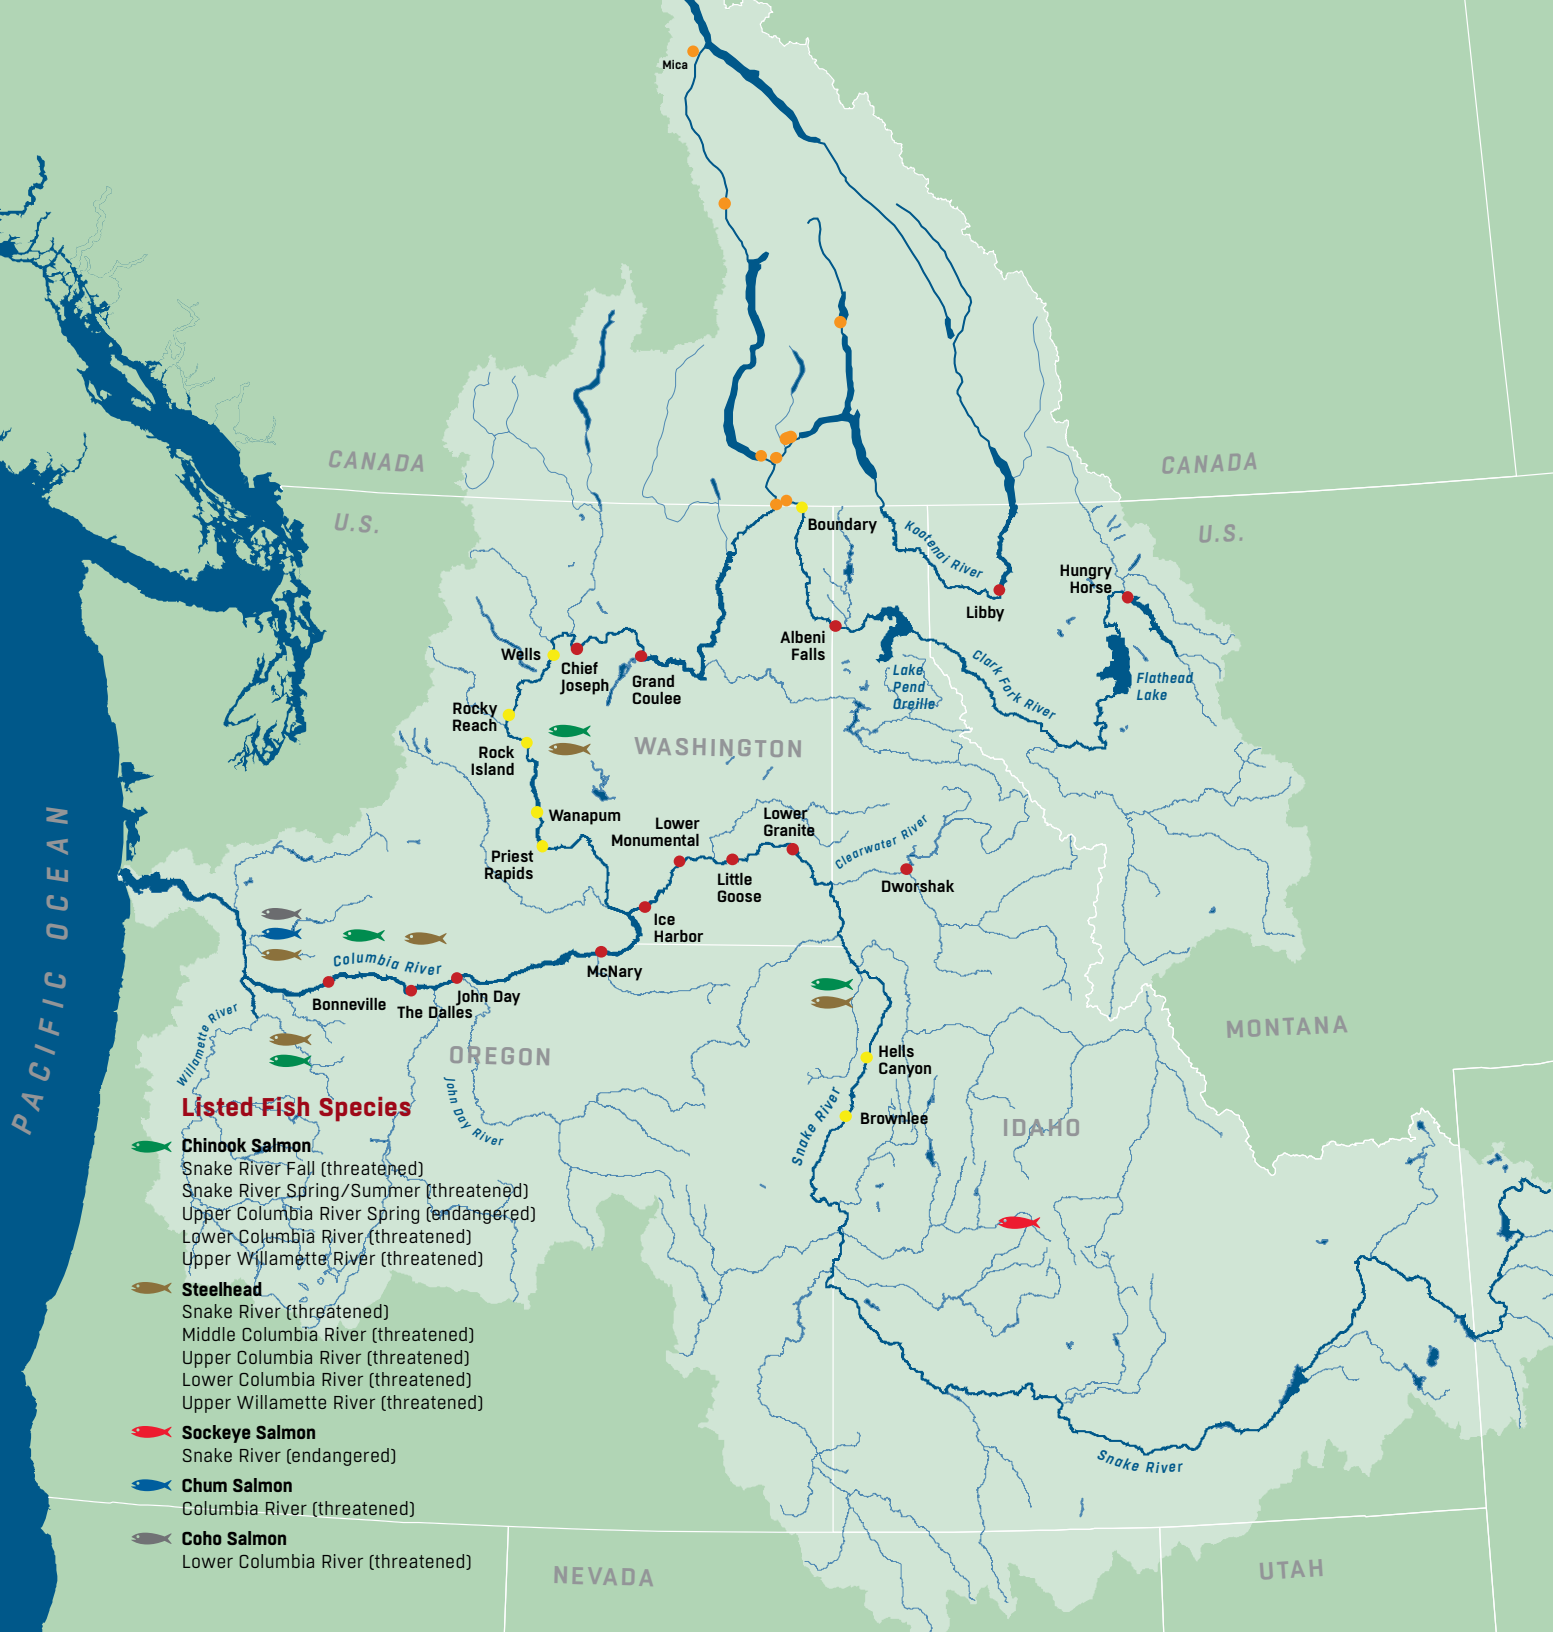 Mica
CANADA
CANADA
U.S.
U.S.
Boundary
Kootenai River
Hungry
Horse
Libby
Albeni
Falls
Wells
Chief
Joseph
Grand
Coulee
Lake
Pend
Oreille
Clark Fork River
Flathead
Lake
Rocky
Reach
Rock
Island
WASHINGTON
Wanapum
Lower
Monumental
Lower
Granite
Clearwater River
Priest
Rapids
Little
Goose
Dworshak
PACIFIC OCEAN
Ice
Harbor
Columbia River
McNary
Bonneville
The Dalles
John Day
Willamette River
MONTANA
OREGON
Hells
Canyon
John Day River
Snake River
Brownlee
IDAHO
Listed Fish Species
Chinook Salmon
Snake River Fall (threatened)
Snake River Spring/Summer (threatened)
Upper Columbia River Spring (endangered)
Lower Columbia River (threatened)
Upper Willamette River (threatened)
Steelhead
Snake River (threatened)
Middle Columbia River (threatened)
Upper Columbia River (threatened)
Lower Columbia River (threatened)
Upper Willamette River (threatened)
Sockeye Salmon
Snake River (endangered)
Chum Salmon
Columbia River (threatened)
Coho Salmon
Lower Columbia River (threatened)
Snake River
NEVADA
UTAH